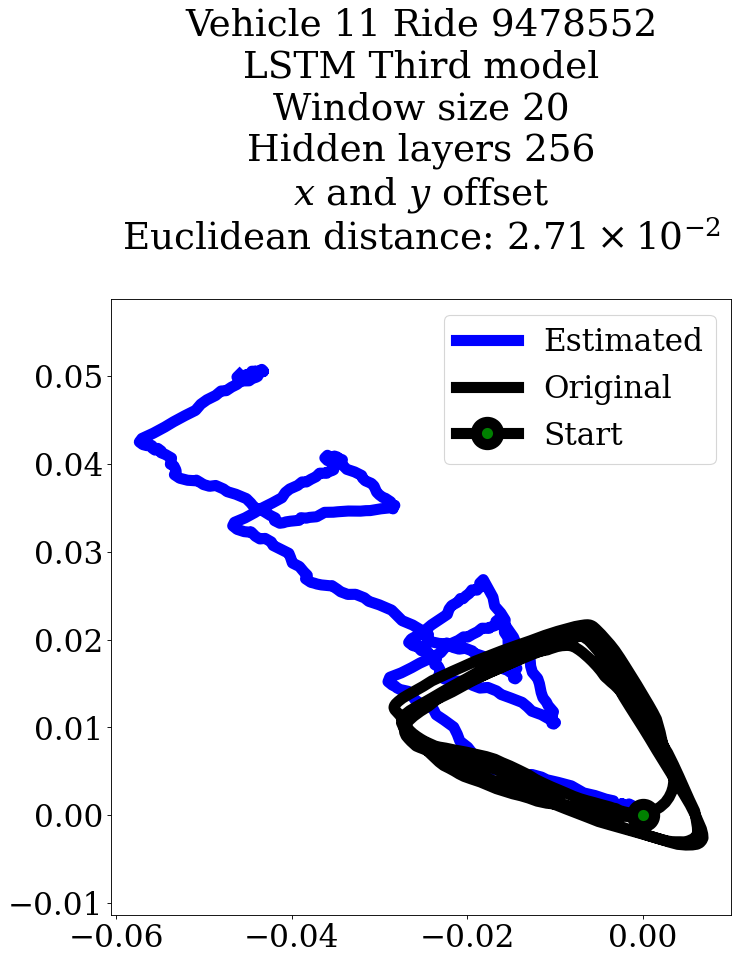 Vehicle 11 Ride 9478552
LSTM Third model
Window size 20
Hidden layers 256
x and y offset
Euclidean distance: 2.71 × 10⁻²
Estimated
Original
Start
0.05
0.04
0.03
0.02
0.01
0.00
−0.01
−0.06 −0.04 −0.02 0.00